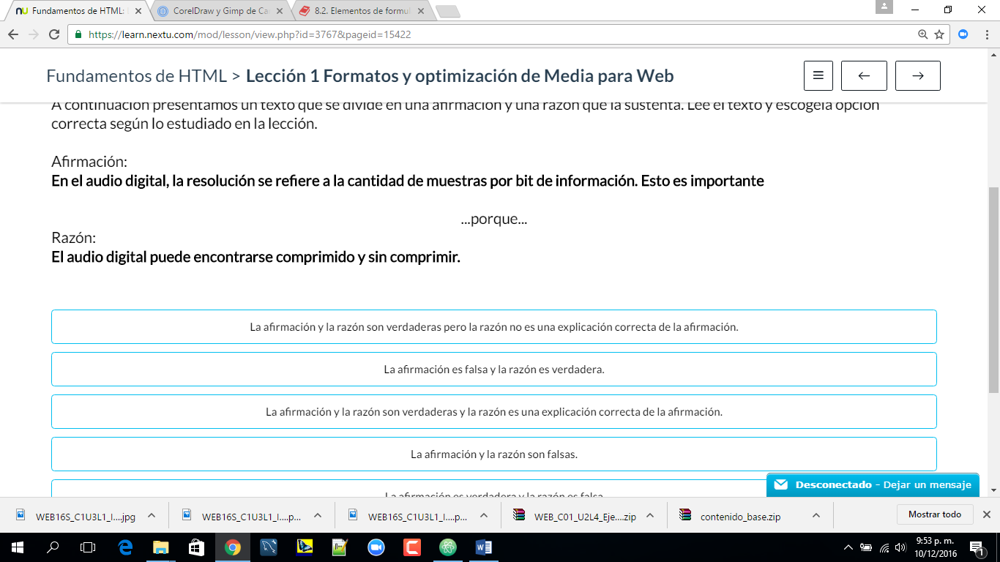 nu Fundamentos de HTML:
CorelDraw y Gimp de Ca
8.2. Elementos de formul
https://learn.nextu.com/mod/lesson/view.php?id=3767&pageid=15422
Fundamentos de HTML > Lección 1 Formatos y optimización de Media para Web
A continuación presentamos un texto que se divide en una afirmación y una razón que la sustenta. Lee el texto y escogela opción
correcta según lo estudiado en la lección.
Afirmación:
En el audio digital, la resolución se refiere a la cantidad de muestras por bit de información. Esto es importante
...porque...
Razón:
El audio digital puede encontrarse comprimido y sin comprimir.
La afirmación y la razón son verdaderas pero la razón no es una explicación correcta de la afirmación.
La afirmación es falsa y la razón es verdadera.
La afirmación y la razón son verdaderas y la razón es una explicación correcta de la afirmación.
La afirmación y la razón son falsas.
La afirmación es verdadera y la razón es falsa.
Desconectado - Dejar un mensaje
WEB16S_C1U3L1_I....jpg
WEB16S_C1U3L1_I....p...
WEB16S_C1U3L1_I....p...
WEB_C01_U2L4_Eje....zip
contenido_base.zip
Mostrar todo
9:53 p. m.
10/12/2016
1